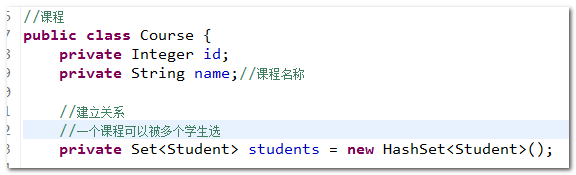 //课程
public class Course {
private Integer id;
private String name;//课程名称
//建立关系
//一个课程可以被多个学生选
private Set<Student> students = new HashSet<Student>();